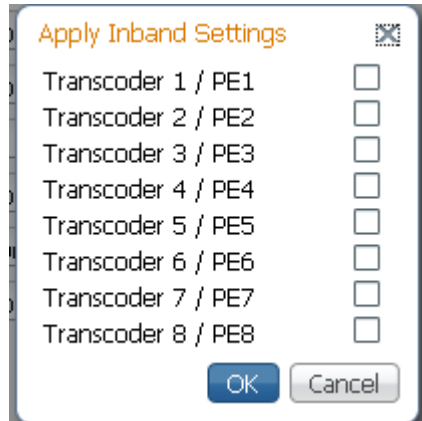 Apply Inband Settings
Transcoder 1 / PE1
Transcoder 2 / PE2
Transcoder 3 / PE3
Transcoder 4 / PE4
Transcoder 5 / PE5
Transcoder 6 / PE6
Transcoder 7 / PE7
Transcoder 8 / PE8
OK Cancel